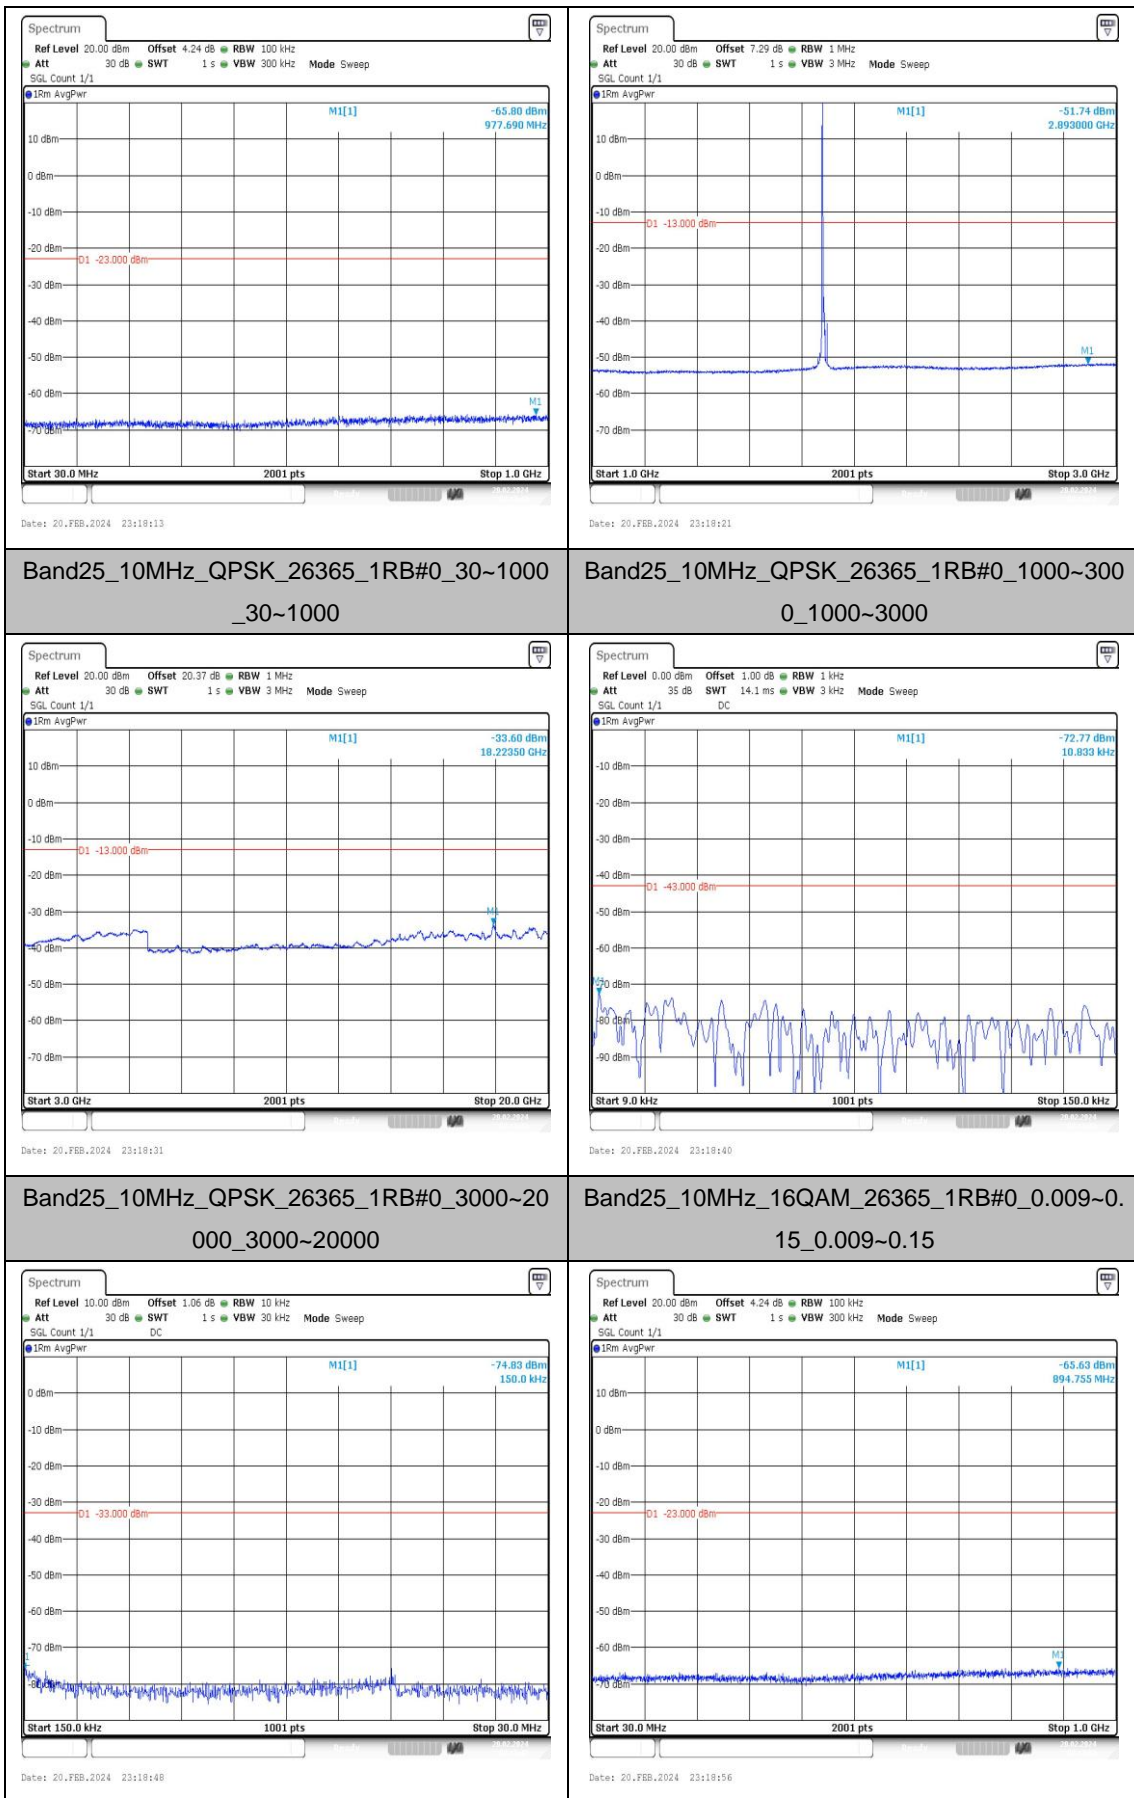 Spectrum
Ref Level 20.00 dBm Offset 4.24 dB RBW 100 kHz
Att 30 dB SWT 1 s VBW 300 kHz Mode Sweep
SGL Count 1/1
1Rm AvgPwr
M1[1] -65.80 dBm
977.690 MHz
10 dBm
0 dBm
-10 dBm
-20 dBm
D1 -23.000 dBm
-30 dBm
-40 dBm
-50 dBm
-60 dBm
M1
-70 dBm
Start 30.0 MHz 2001 pts Stop 1.0 GHz
Date: 20.FEB.2024 23:18:13
Spectrum
Ref Level 20.00 dBm Offset 7.29 dB RBW 1 MHz
Att 30 dB SWT 1 s VBW 3 MHz Mode Sweep
SGL Count 1/1
1Rm AvgPwr
M1[1] -51.74 dBm
2.893000 GHz
10 dBm
0 dBm
-10 dBm
D1 -13.000 dBm
-20 dBm
-30 dBm
-40 dBm
-50 dBm
M1
-60 dBm
-70 dBm
Start 1.0 GHz 2001 pts Stop 3.0 GHz
Date: 20.FEB.2024 23:18:21
Band25_10MHz_QPSK_26365_1RB#0_30~1000
_30~1000
Band25_10MHz_QPSK_26365_1RB#0_1000~300
0_1000~3000
Spectrum
Ref Level 20.00 dBm Offset 20.37 dB RBW 1 MHz
Att 30 dB SWT 1 s VBW 3 MHz Mode Sweep
SGL Count 1/1
1Rm AvgPwr
M1[1] -33.60 dBm
18.22350 GHz
10 dBm
0 dBm
-10 dBm
D1 -13.000 dBm
-20 dBm
-30 dBm
M1
-40 dBm
-50 dBm
-60 dBm
-70 dBm
Start 3.0 GHz 2001 pts Stop 20.0 GHz
Date: 20.FEB.2024 23:18:31
Spectrum
Ref Level 0.00 dBm Offset 1.00 dB RBW 1 kHz
Att 35 dB SWT 14.1 ms VBW 3 kHz Mode Sweep
SGL Count 1/1 DC
1Rm AvgPwr
M1[1] -72.77 dBm
10.833 kHz
-10 dBm
-20 dBm
-30 dBm
-40 dBm
D1 -43.000 dBm
-50 dBm
-60 dBm
-70 dBm
-80 dBm
-90 dBm
Start 9.0 kHz 1001 pts Stop 150.0 kHz
Date: 20.FEB.2024 23:18:40
Band25_10MHz_QPSK_26365_1RB#0_3000~20
000_3000~20000
Band25_10MHz_16QAM_26365_1RB#0_0.009~0.
15_0.009~0.15
Spectrum
Ref Level 10.00 dBm Offset 1.06 dB RBW 10 kHz
Att 30 dB SWT 1 s VBW 30 kHz Mode Sweep
SGL Count 1/1 DC
1Rm AvgPwr
M1[1] -74.83 dBm
150.0 kHz
0 dBm
-10 dBm
-20 dBm
-30 dBm
D1 -33.000 dBm
-40 dBm
-50 dBm
-60 dBm
-70 dBm
-80 dBm
Start 150.0 kHz 1001 pts Stop 30.0 MHz
Date: 20.FEB.2024 23:18:48
Spectrum
Ref Level 20.00 dBm Offset 4.24 dB RBW 100 kHz
Att 30 dB SWT 1 s VBW 300 kHz Mode Sweep
SGL Count 1/1
1Rm AvgPwr
M1[1] -65.63 dBm
894.755 MHz
10 dBm
0 dBm
-10 dBm
-20 dBm
D1 -23.000 dBm
-30 dBm
-40 dBm
-50 dBm
-60 dBm
M1
-70 dBm
Start 30.0 MHz 2001 pts Stop 1.0 GHz
Date: 20.FEB.2024 23:18:56